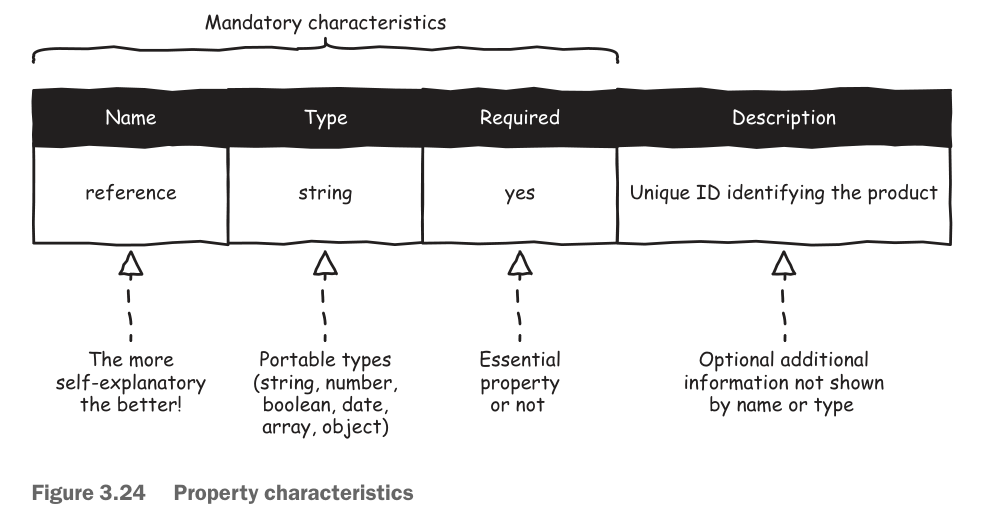 Mandatory characteristics
Name Type Required Description
reference string yes Unique ID identifying the product
The more
self-explanatory
the better!
Portable types
(string, number,
boolean, date,
array, object)
Essential
property
or not
Optional additional
information not shown
by name or type
Figure 3.24 Property characteristics